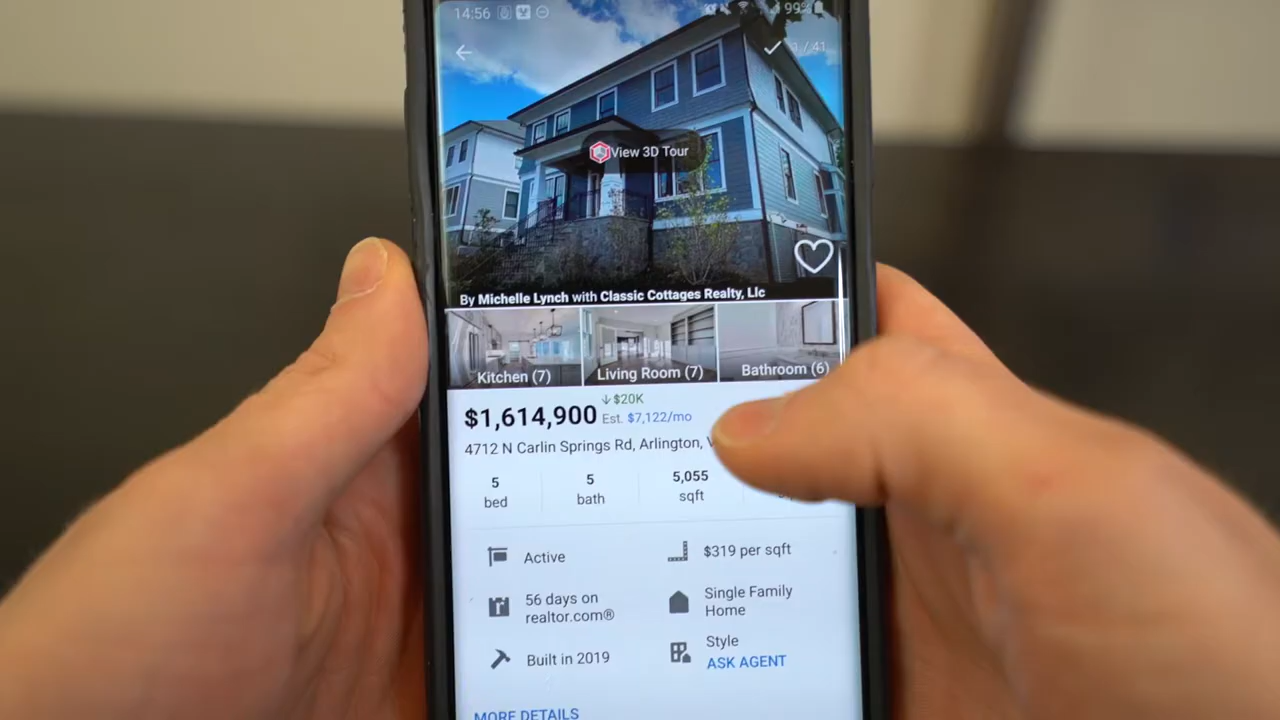 14:56
99%
1/41
View 3D Tour
By Michelle Lynch with Classic Cottages Realty, Llc
Kitchen (7)
Living Room (7)
Bathroom (6)
↓$20K
$1,614,900
Est. $7,122/mo
4712 N Carlin Springs Rd, Arlington,
5
bed
5
bath
5,055
sqft
Active
$319 per sqft
56 days on
realtor.com®
Single Family
Home
Built in 2019
Style
ASK AGENT
MORE DETAILS